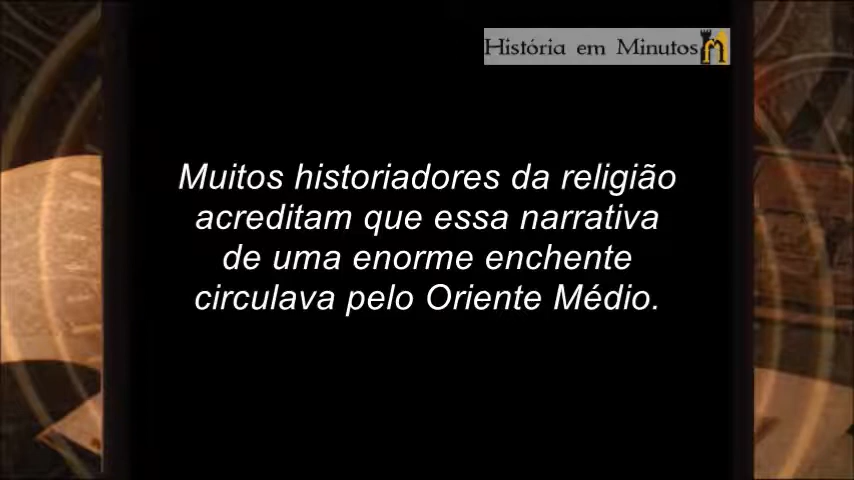 História em Minutos
Muitos historiadores da religião
acreditam que essa narrativa
de uma enorme enchente
circulava pelo Oriente Médio.